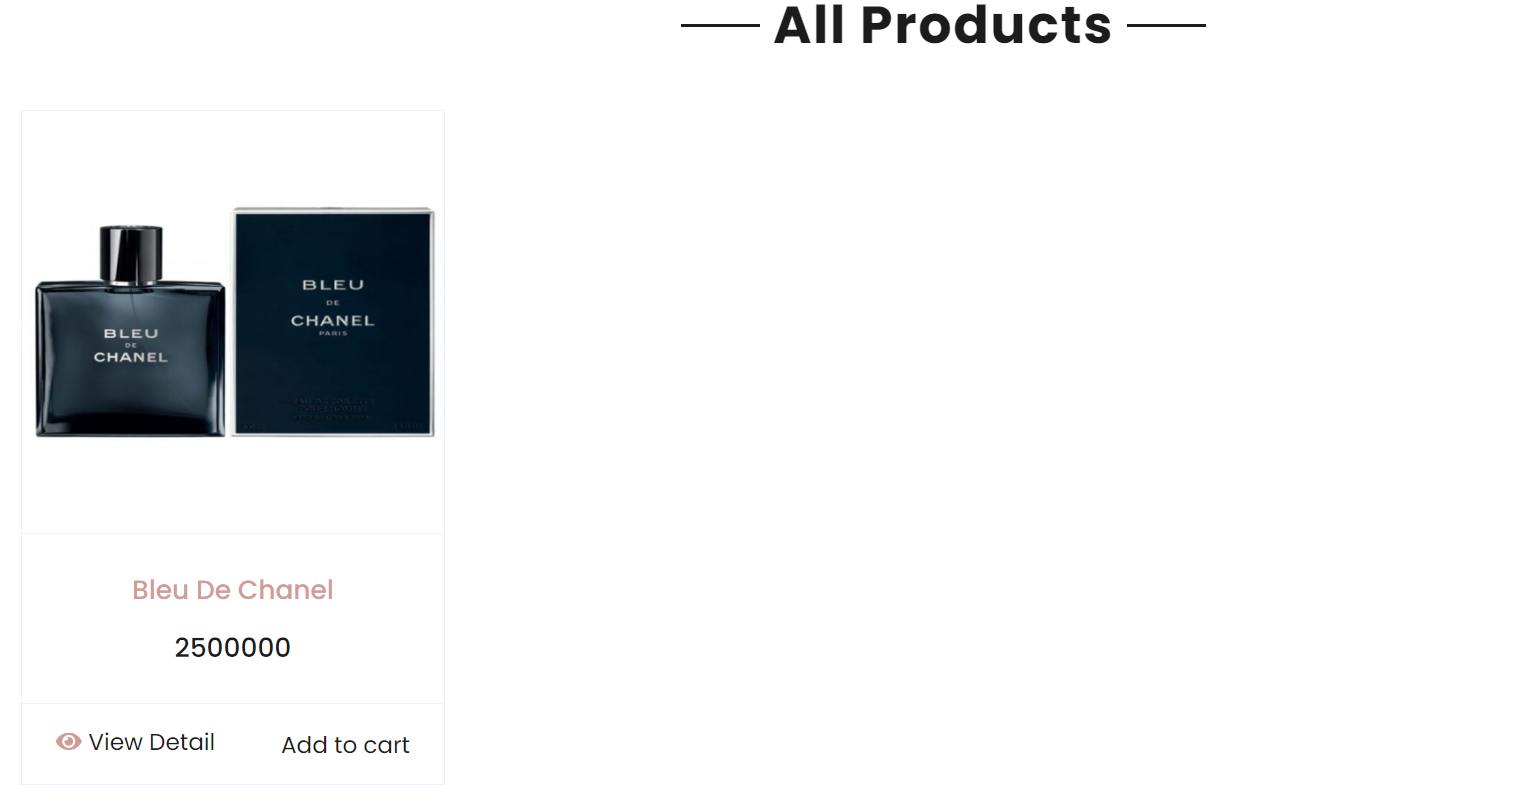 All Products
BLEU
DE
CHANEL
BLEU
DE
CHANEL
PARIS
Bleu De Chanel
2500000
View Detail
Add to cart